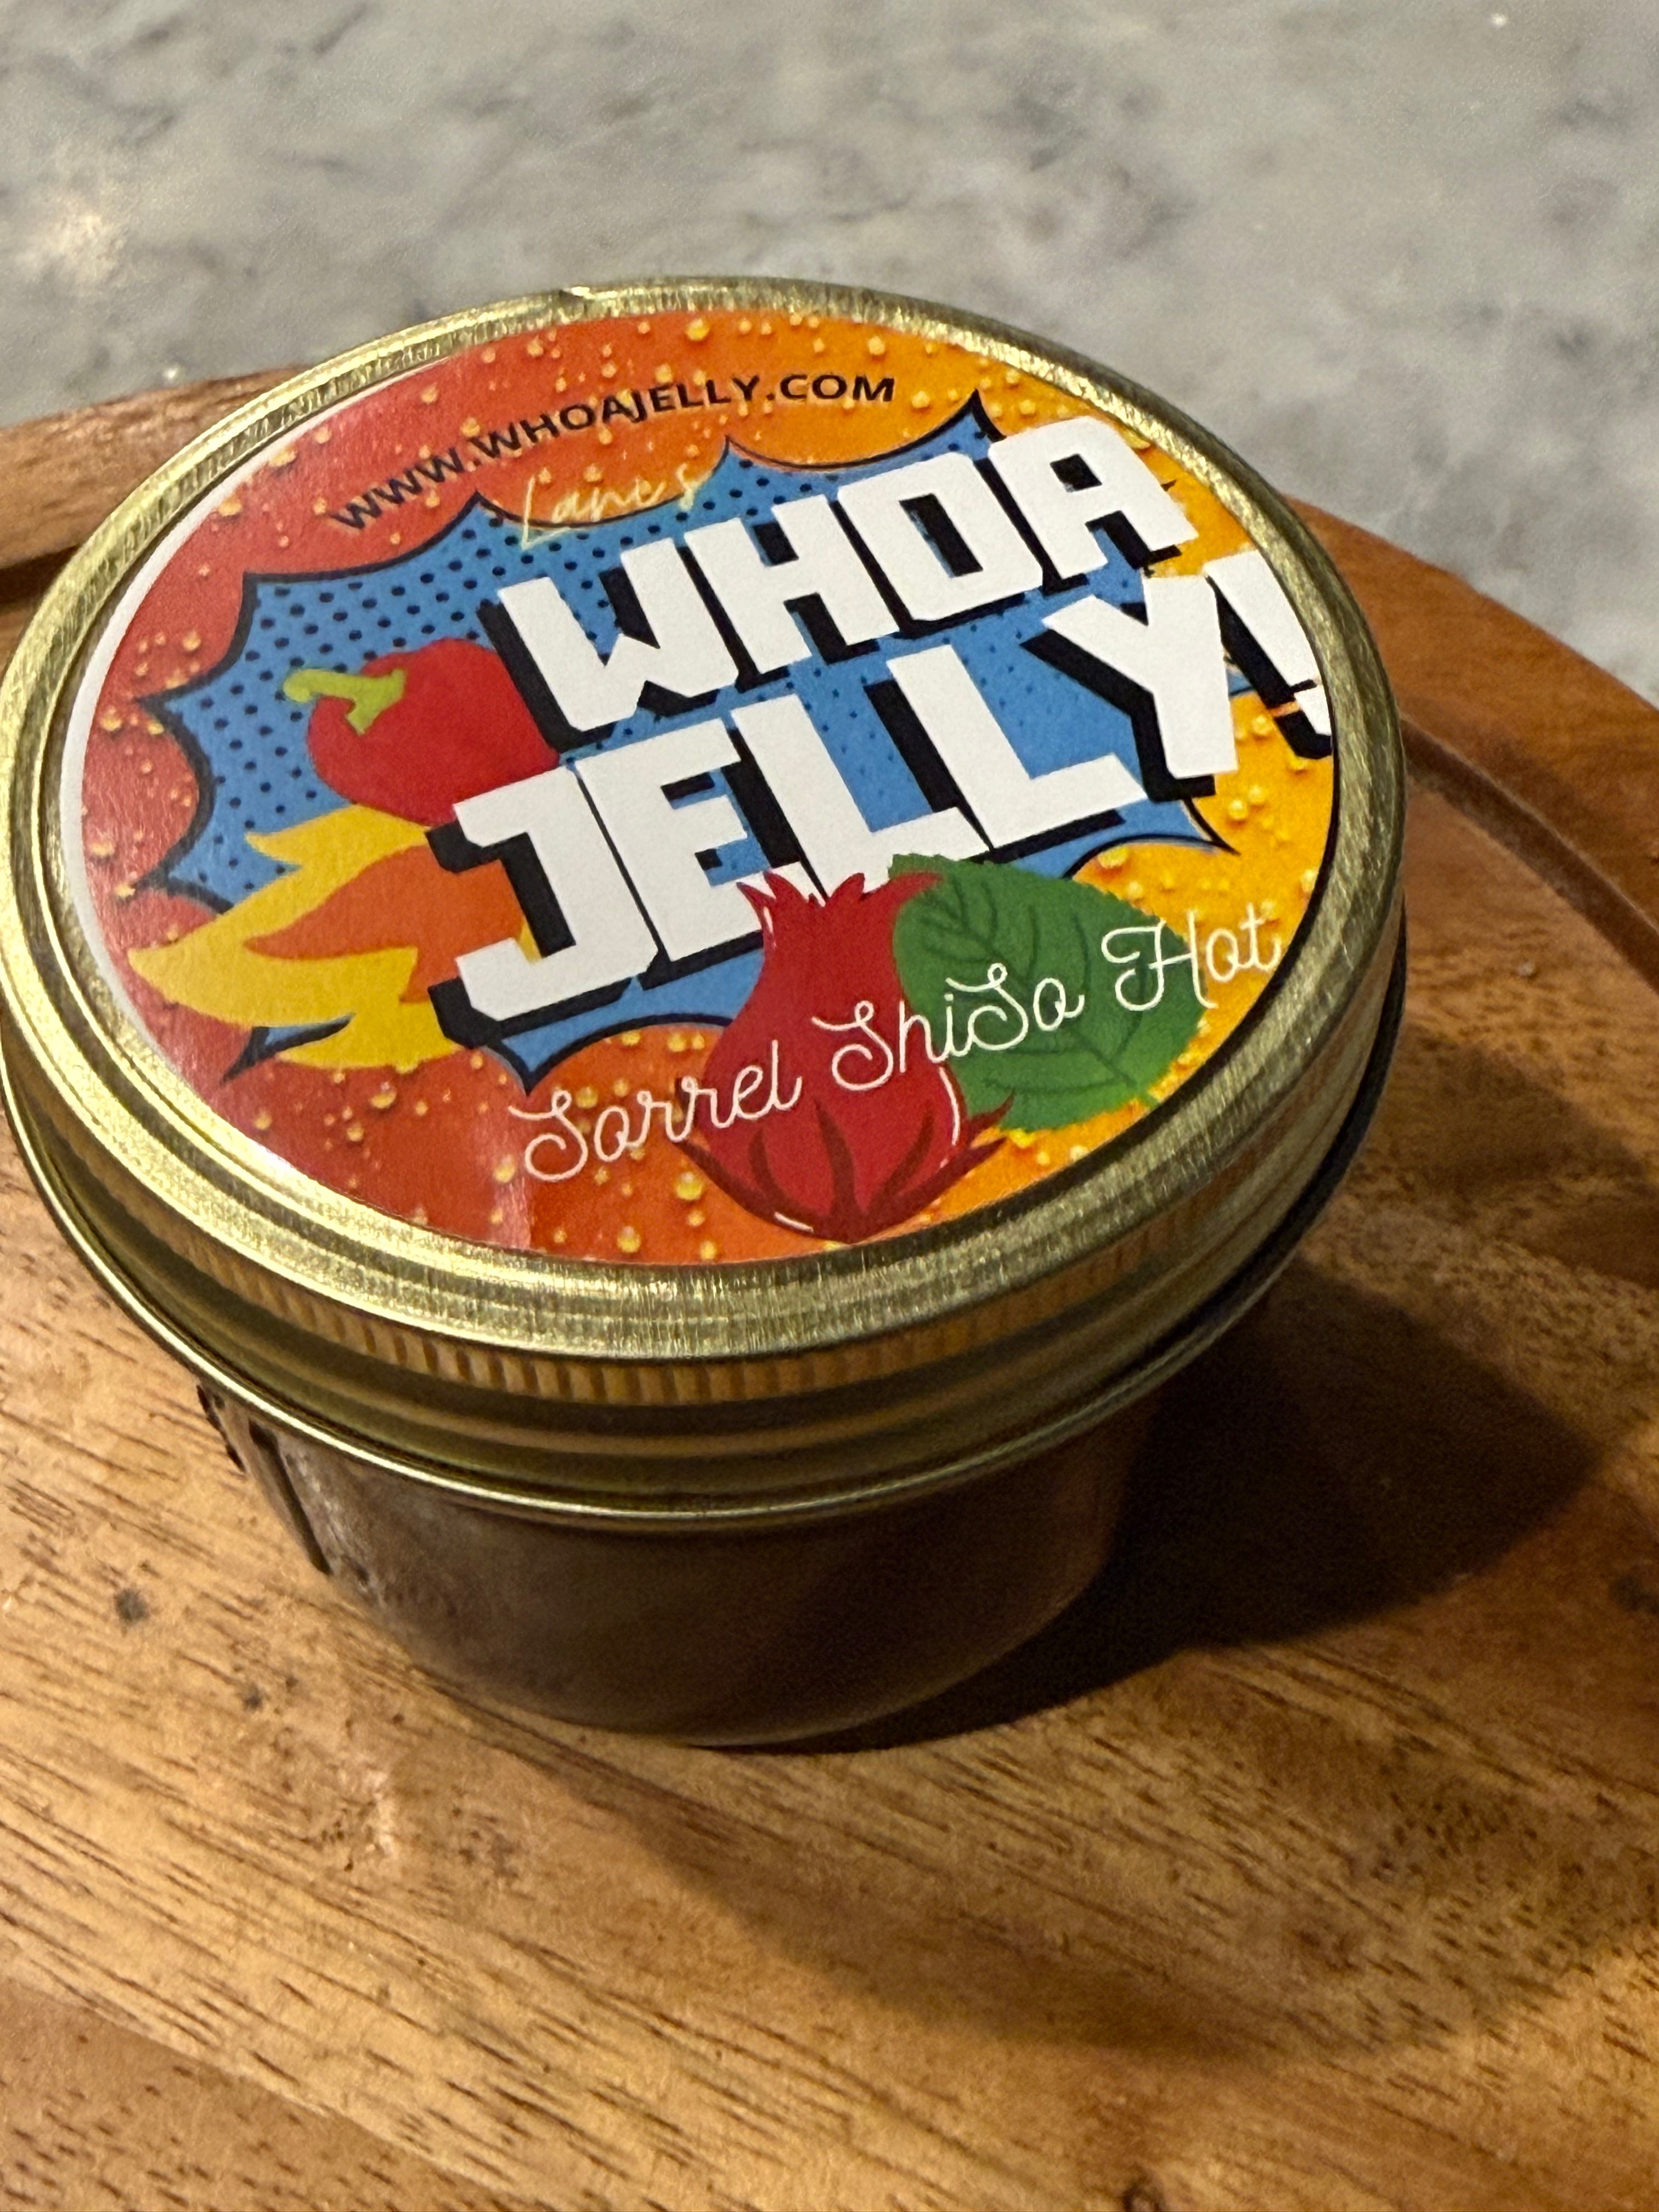 WWW.WHOAJELLY.COM
Lane's
WHOA
JELLY!
Sorrel ShiSo Hot